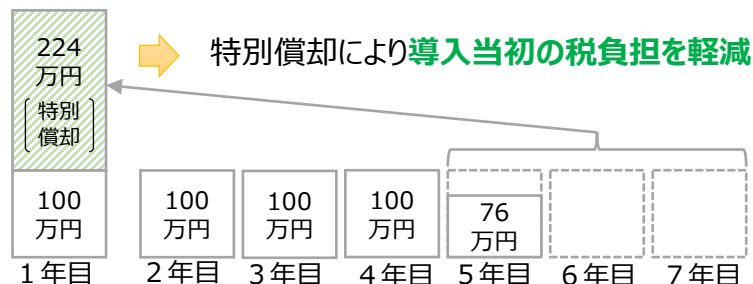 224
万円
特別
償却
特別償却により導入当初の税負担を軽減
100
万円
100
万円
100
万円
100
万円
76
万円
1年目
2年目
3年目
4年目
5年目
6年目
7年目